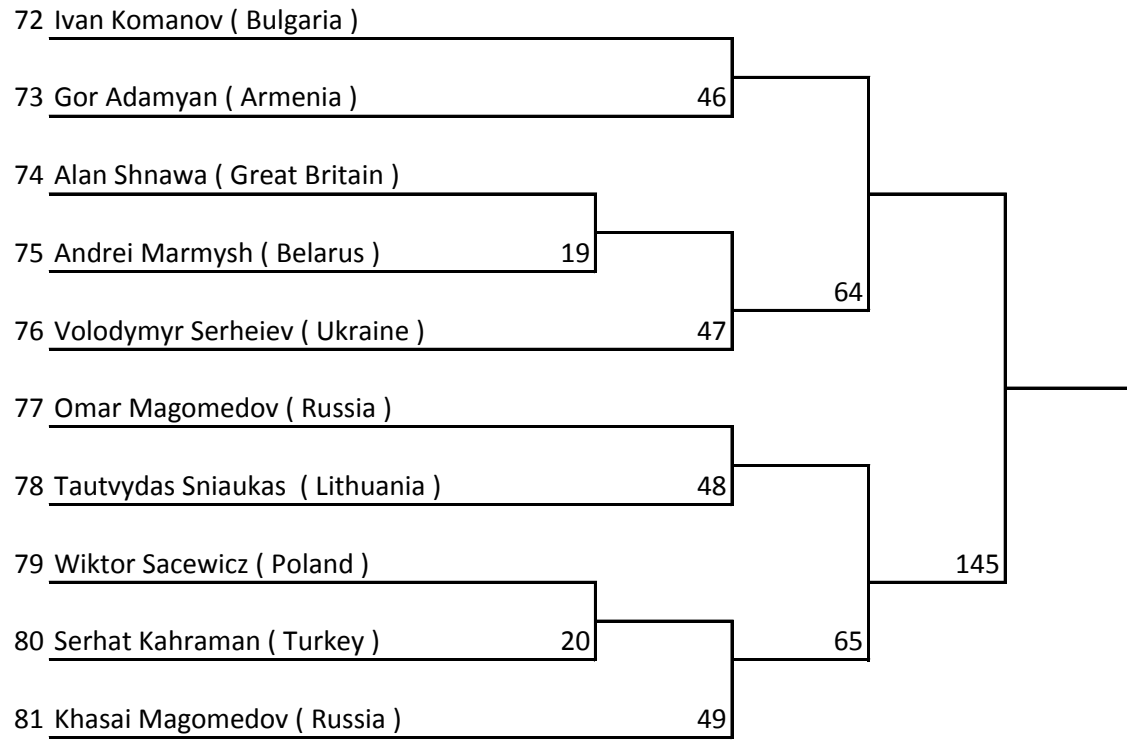 72 Ivan Komanov ( Bulgaria )
73 Gor Adamyan ( Armenia ) 46
74 Alan Shnawa ( Great Britain )
75 Andrei Marmysh ( Belarus ) 19
64
76 Volodymyr Serheiev ( Ukraine ) 47
77 Omar Magomedov ( Russia )
78 Tautvydas Sniaukas ( Lithuania ) 48
79 Wiktor Sacewicz ( Poland ) 145
80 Serhat Kahraman ( Turkey ) 20 65
81 Khasai Magomedov ( Russia ) 49